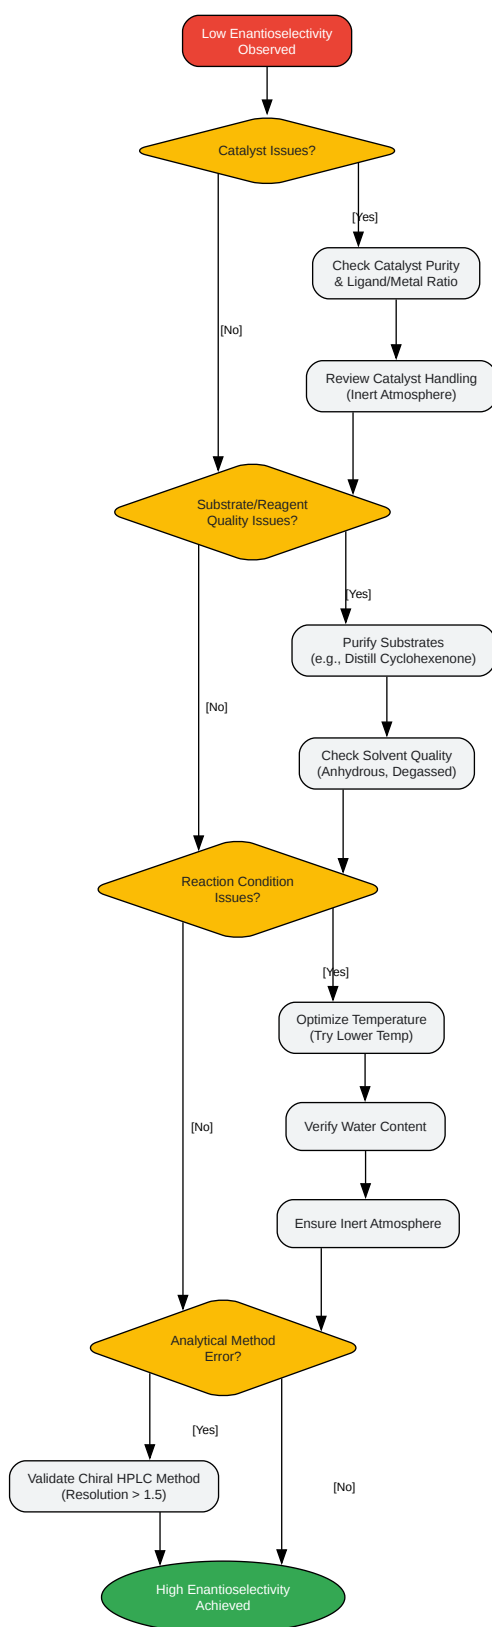 Low Enantioselectivity
Observed
Catalyst Issues?
[Yes]
Check Catalyst Purity
& Ligand/Metal Ratio
[No]
Review Catalyst Handling
(Inert Atmosphere)
Substrate/Reagent
Quality Issues?
[Yes]
Purify Substrates
(e.g., Distill Cyclohexenone)
[No]
Check Solvent Quality
(Anhydrous, Degassed)
Reaction Condition
Issues?
[Yes]
Optimize Temperature
(Try Lower Temp)
[No]
Verify Water Content
Ensure Inert Atmosphere
Analytical Method
Error?
[Yes]
Validate Chiral HPLC Method
(Resolution > 1.5)
[No]
High Enantioselectivity
Achieved